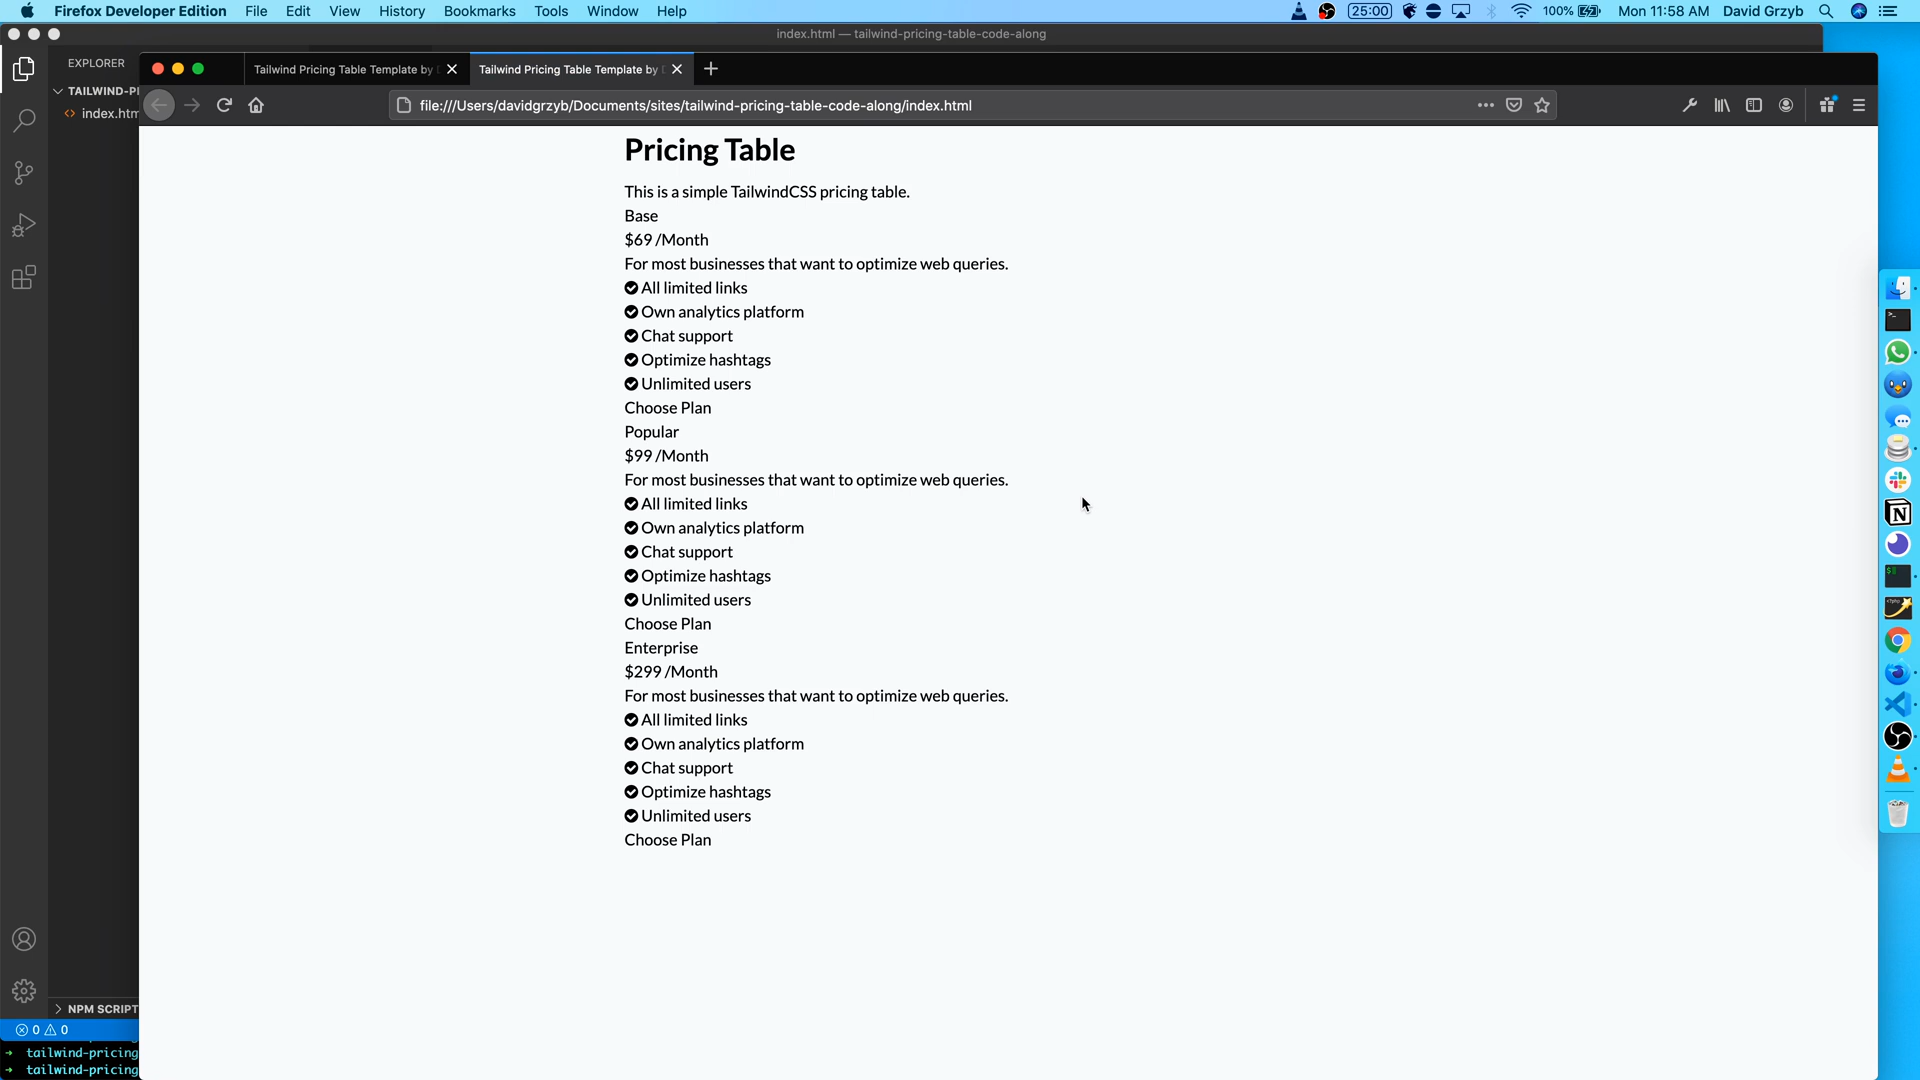 Firefox Developer Edition File Edit View History Bookmarks Tools Window Help 25:00 100% Mon 11:58 AM David Grzyb
index.html — tailwind-pricing-table-code-along
EXPLORER
Tailwind Pricing Table Template by
Tailwind Pricing Table Template by
TAILWIND-PI
index.htm
file:///Users/davidgrzyb/Documents/sites/tailwind-pricing-table-code-along/index.html
Pricing Table
This is a simple TailwindCSS pricing table.
Base
$69 /Month
For most businesses that want to optimize web queries.
All limited links
Own analytics platform
Chat support
Optimize hashtags
Unlimited users
Choose Plan
Popular
$99 /Month
For most businesses that want to optimize web queries.
All limited links
Own analytics platform
Chat support
Optimize hashtags
Unlimited users
Choose Plan
Enterprise
$299 /Month
For most businesses that want to optimize web queries.
All limited links
Own analytics platform
Chat support
Optimize hashtags
Unlimited users
Choose Plan
NPM SCRIPT
0 0
tailwind-pricing
tailwind-pricing